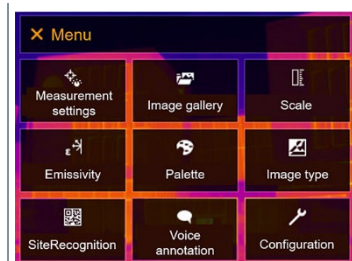 × Menu
Measurement
settings
Image gallery
Scale
ε
Emissivity
Palette
Image type
SiteRecognition
Voice
annotation
Configuration